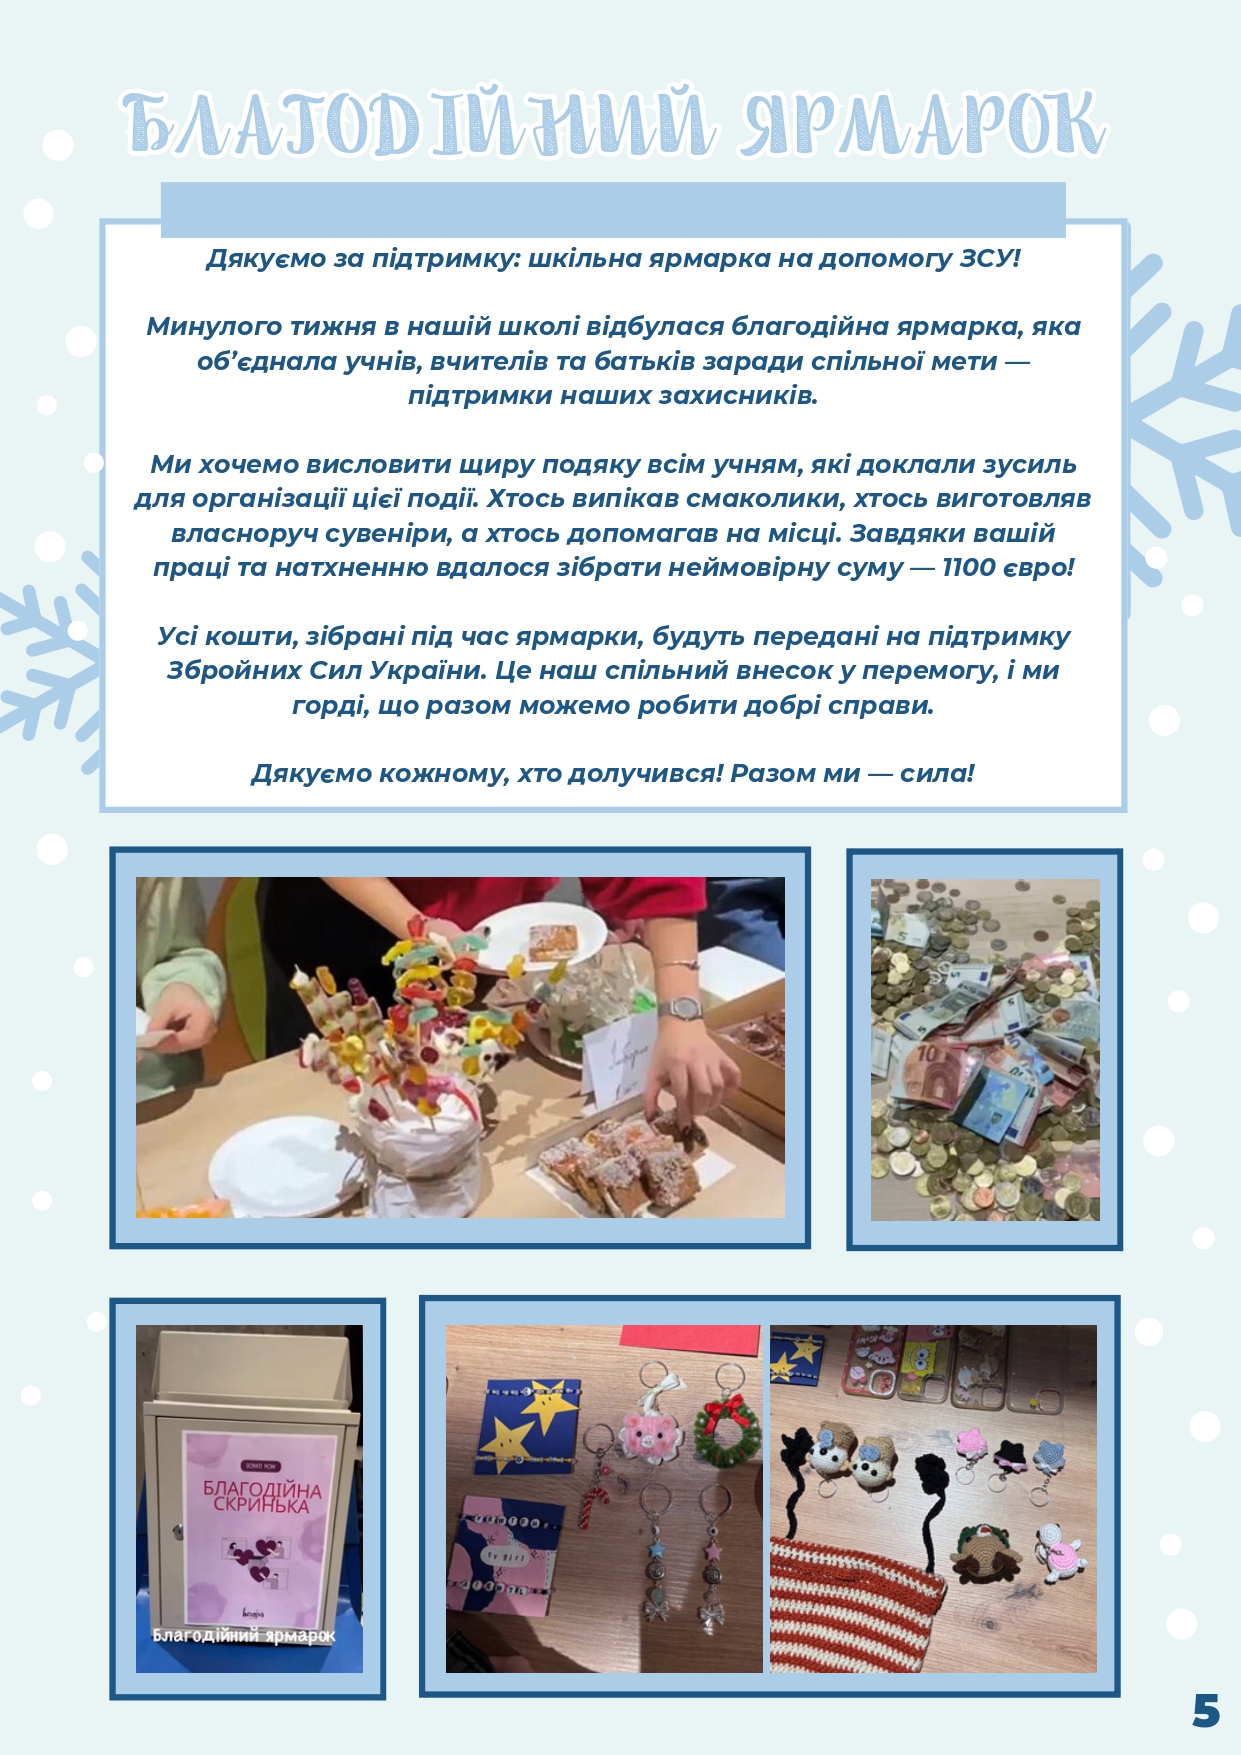 БЛАГОДІЙНИЙ ЯРМАРОК
Дякуємо за підтримку: шкільна ярмарка на допомогу ЗСУ!
Минулого тижня в нашій школі відбулася благодійна ярмарка, яка
об’єднала учнів, вчителів та батьків заради спільної мети —
підтримки наших захисників.
Ми хочемо висловити щиру подяку всім учням, які доклали зусиль
для організації цієї події. Хтось випікав смаколики, хтось виготовляв
власноруч сувеніри, а хтось допомагав на місці. Завдяки вашій
праці та натхненню вдалося зібрати неймовірну суму — 1100 євро!
Усі кошти, зібрані під час ярмарки, будуть передані на підтримку
Збройних Сил України. Це наш спільний внесок у перемогу, і ми
горді, що разом можемо робити добрі справи.
Дякуємо кожному, хто долучився! Разом ми — сила!
5
5
5
10
DONATE NOW
БЛАГОДІЙНА
СКРИНЬКА
Благодійний ярмарок
5